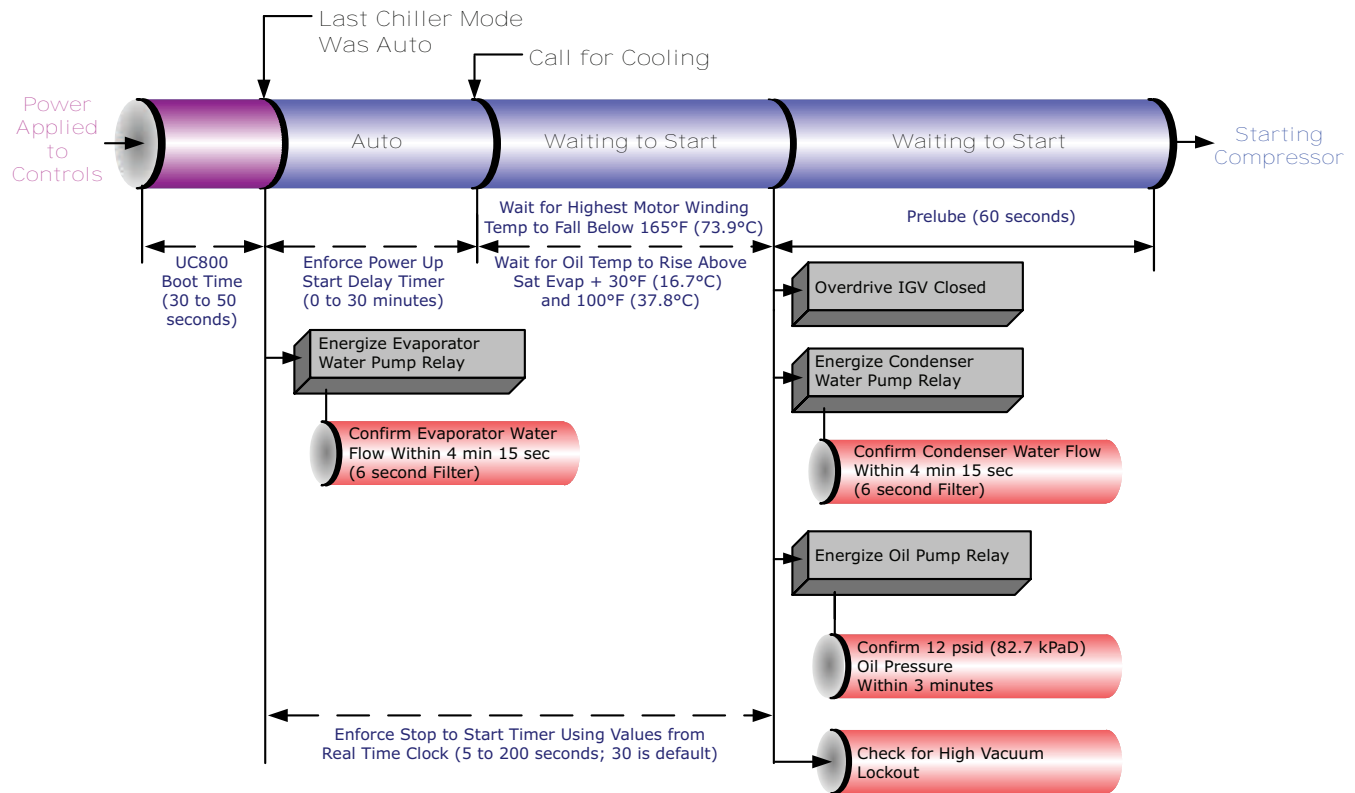 Last Chiller Mode
Was Auto
Call for Cooling
Power
Applied
to
Controls
Auto
Waiting to Start
Waiting to Start
Starting
Compressor
UC800
Boot Time
(30 to 50
seconds)
Enforce Power Up
Start Delay Timer
(0 to 30 minutes)
Wait for Highest Motor Winding
Temp to Fall Below 165°F (73.9°C)
Wait for Oil Temp to Rise Above
Sat Evap + 30°F (16.7°C)
and 100°F (37.8°C)
Prelube (60 seconds)
Energize Evaporator
Water Pump Relay
Confirm Evaporator Water
Flow Within 4 min 15 sec
(6 second Filter)
Overdrive IGV Closed
Energize Condenser
Water Pump Relay
Confirm Condenser Water Flow
Within 4 min 15 sec
(6 second Filter)
Energize Oil Pump Relay
Confirm 12 psid (82.7 kPaD)
Oil Pressure
Within 3 minutes
Enforce Stop to Start Timer Using Values from
Real Time Clock (5 to 200 seconds; 30 is default)
Check for High Vacuum
Lockout